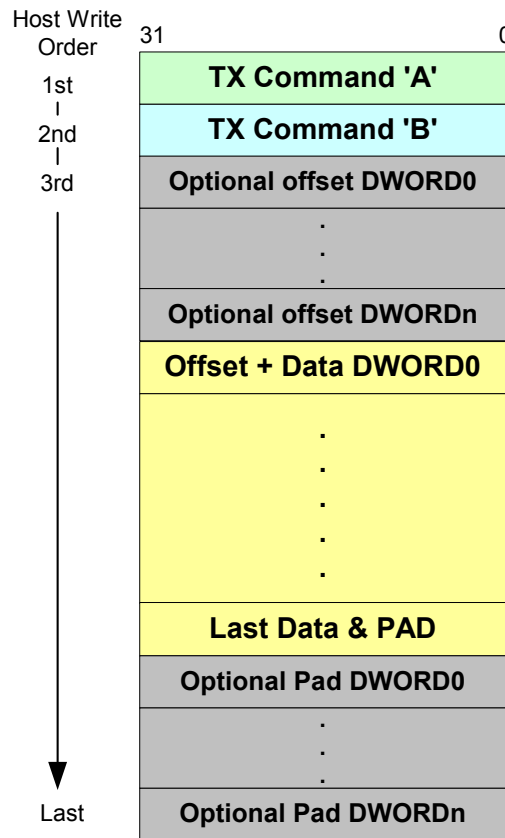 Host Write
Order
31
0
1st
TX Command 'A'
2nd
TX Command 'B'
3rd
Optional offset DWORD0
.
.
.
Optional offset DWORDn
Offset + Data DWORD0
.
.
.
.
.
Last Data & PAD
Optional Pad DWORD0
.
.
.
Last
Optional Pad DWORDn